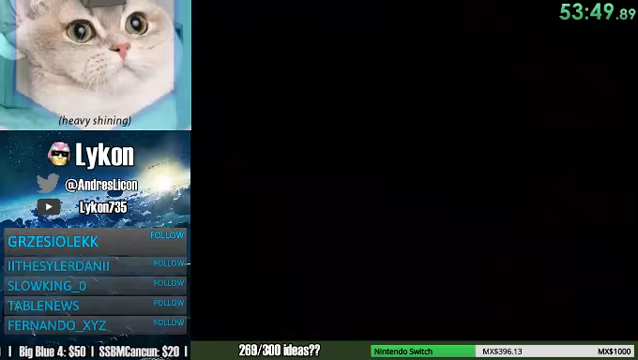 53:49.89
(heavy shining)
Lykon
@AndresLicon
Lykon735
GRZESIOLEKK FOLLOW
IITHESYLERDANII FOLLOW
SLOWKING_0 FOLLOW
TABLENEWS FOLLOW
FERNANDO_XYZ FOLLOW
| Big Blue 4: $50 | SSBMCancun: $20 |
269/300 ideas??
Nintendo Switch MX$396.13 MX$1000